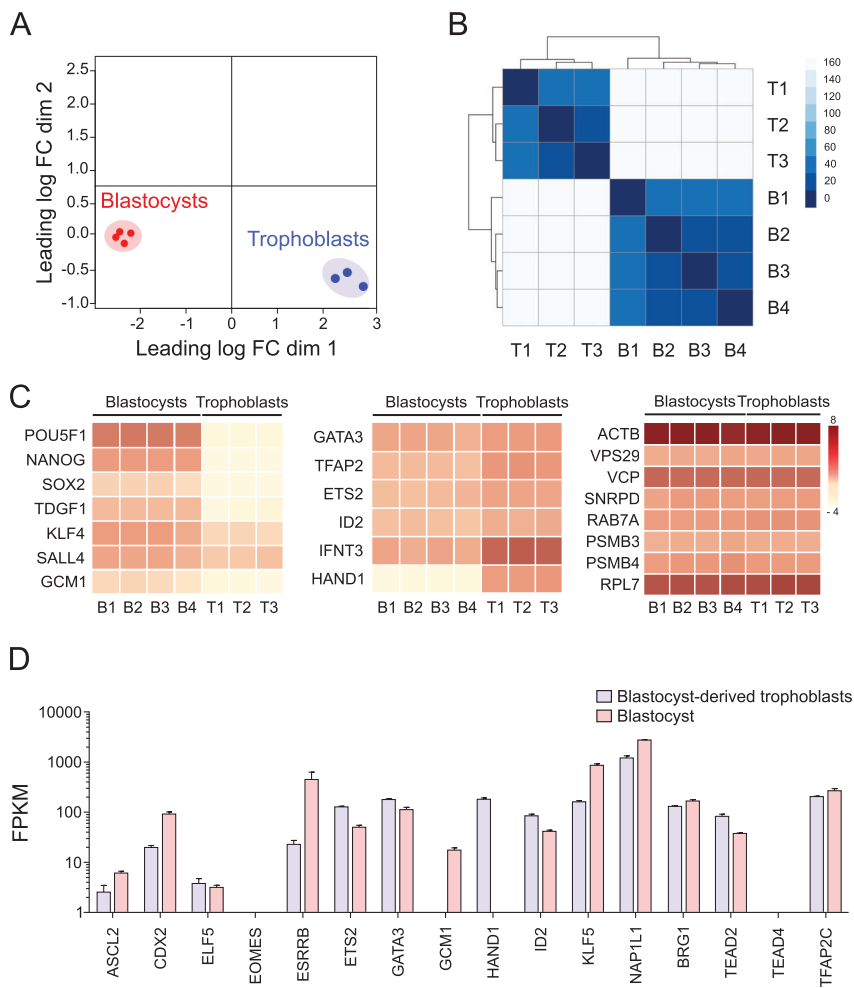 A
Leading log FC dim 2
2.5
2.0
1.5
1.0
0.5
0.0
-0.5
-1.0
Blastocysts
Trophoblasts
-2 -1 0 1 2 3
Leading log FC dim 1
B
T1
T2
T3
B1
B2
B3
B4
T1 T2 T3 B1 B2 B3 B4
160
140
120
100
80
60
40
20
0
C
Blastocysts Trophoblasts
POU5F1
NANOG
SOX2
TDGF1
KLF4
SALL4
GCM1
B1 B2 B3 B4 T1 T2 T3
Blastocysts Trophoblasts
GATA3
TFAP2
ETS2
ID2
IFNT3
HAND1
B1 B2 B3 B4 T1 T2 T3
Blastocysts Trophoblasts
ACTB
VPS29
VCP
SNRPD
RAB7A
PSMB3
PSMB4
RPL7
B1 B2 B3 B4 T1 T2 T3
8
- 4
D
Blastocyst-derived trophoblasts
Blastocyst
FPKM
10000
1000
100
10
1
ASCL2
CDX2
ELF5
EOMES
ESRRB
ETS2
GATA3
GCM1
HAND1
ID2
KLF5
NAP1L1
BRG1
TEAD2
TEAD4
TFAP2C